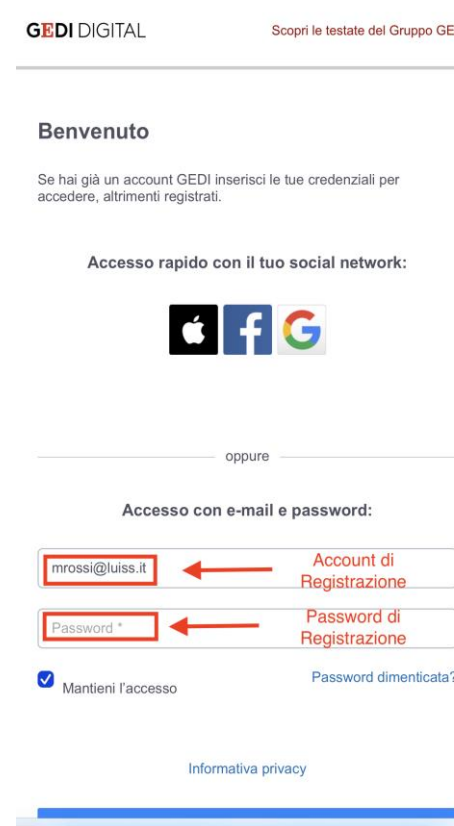 GEDI DIGITAL
Scopri le testate del Gruppo GE
Benvenuto
Se hai già un account GEDI inserisci le tue credenziali per
accedere, altrimenti registrati.
Accesso rapido con il tuo social network:
oppure
Accesso con e-mail e password:
mrossi@luiss.it
Account di
Registrazione
Password *
Password di
Registrazione
Mantieni l'accesso
Password dimenticata?
Informativa privacy